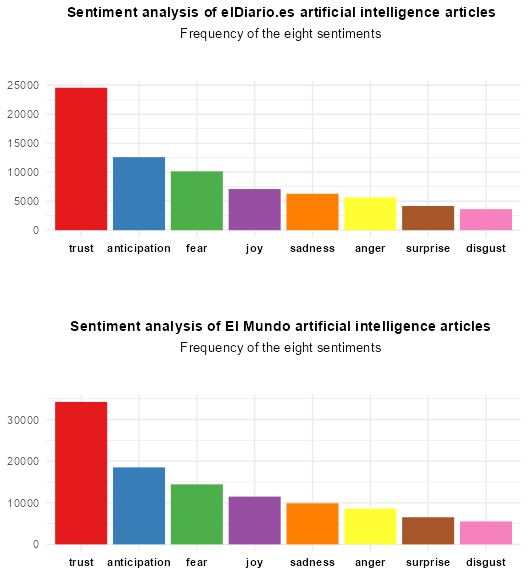 Sentiment analysis of elDiario.es artificial intelligence articles
Frequency of the eight sentiments
25000
20000
15000
10000
5000
0
trust anticipation fear joy sadness anger surprise disgust
Sentiment analysis of El Mundo artificial intelligence articles
Frequency of the eight sentiments
30000
20000
10000
0
trust anticipation fear joy sadness anger surprise disgust